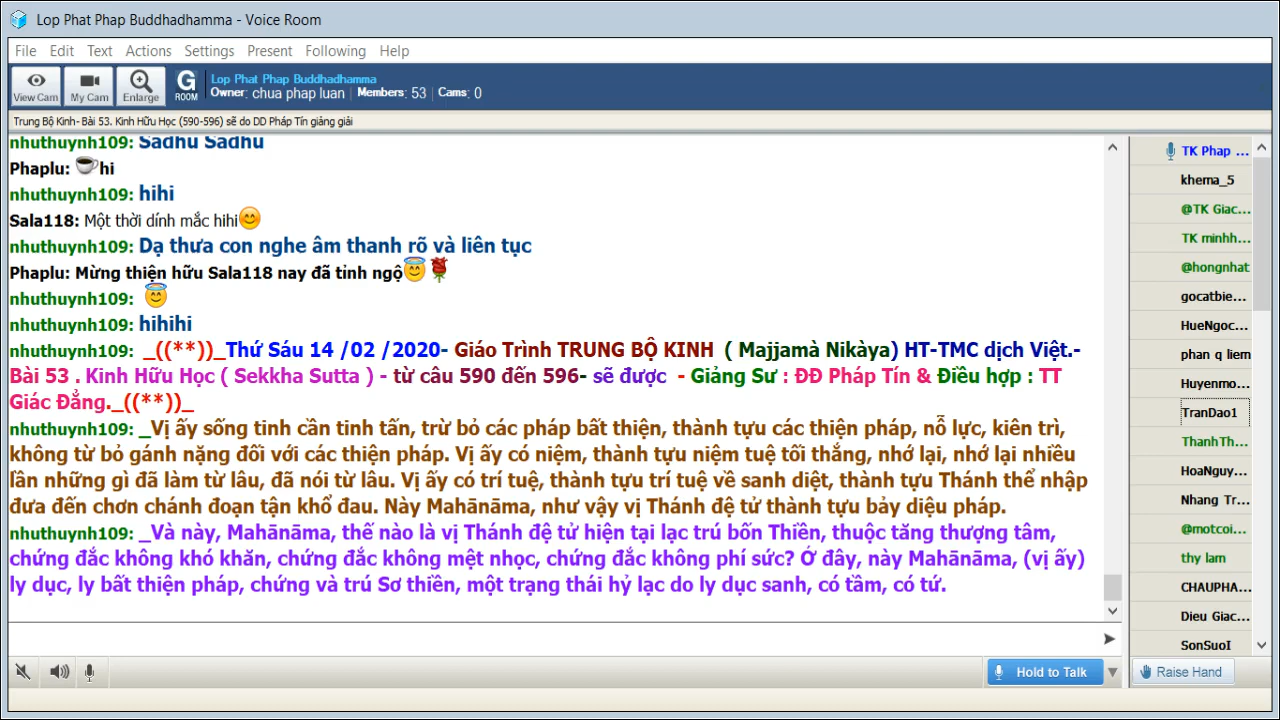 Lop Phat Phap Buddhadhamma - Voice Room
File Edit Text Actions Settings Present Following Help
View Cam My Cam Enlarge G ROOM
Lop Phat Phap Buddhadhamma
Owner: chua phap luan Members: 53 Cams: 0
Trung Bộ Kinh- Bài 53. Kinh Hữu Học (590-596) sẽ do DD Pháp Tín giảng giải
nhuthuynh109: Sadhu Sadhu
Phaplu: hi
nhuthuynh109: hihi
Sala118: Một thời dính mắc hihi
nhuthuynh109: Dạ thưa con nghe âm thanh rõ và liên tục
Phaplu: Mừng thiện hữu Sala118 nay đã tỉnh ngộ
nhuthuynh109:
nhuthuynh109: hihihi
nhuthuynh109: _((**))_Thứ Sáu 14 /02 /2020- Giáo Trình TRUNG BỘ KINH ( Majjamà Nikàya) HT-TMC dịch Việt.-
Bài 53 . Kinh Hữu Học ( Sekkha Sutta ) - từ câu 590 đến 596- sẽ được - Giảng Sư : ĐĐ Pháp Tín & Điều hợp : TT
Giác Đẳng._((**))_
nhuthuynh109: _Vị ấy sống tinh cần tinh tấn, trừ bỏ các pháp bất thiện, thành tựu các thiện pháp, nỗ lực, kiên trì,
không từ bỏ gánh nặng đối với các thiện pháp. Vị ấy có niệm, thành tựu niệm tuệ tối thắng, nhớ lại, nhớ lại nhiều
lần những gì đã làm từ lâu, đã nói từ lâu. Vị ấy có trí tuệ, thành tựu trí tuệ về sanh diệt, thành tựu Thánh thể nhập
đưa đến chơn chánh đoạn tận khổ đau. Này Mahānāma, như vậy vị Thánh đệ tử thành tựu bảy diệu pháp.
nhuthuynh109: _Và này, Mahānāma, thế nào là vị Thánh đệ tử hiện tại lạc trú bốn Thiền, thuộc tăng thượng tâm,
chứng đắc không khó khăn, chứng đắc không mệt nhọc, chứng đắc không phí sức? Ở đây, này Mahānāma, (vị ấy)
ly dục, ly bất thiện pháp, chứng và trú Sơ thiền, một trạng thái hỷ lạc do ly dục sanh, có tầm, có tứ.
TK Phap ...
khema_5
@TK Giac...
TK minhh...
@hongnhat
gocatbie...
HueNgoc...
phan q liem
Huyenmo...
TranDao1
ThanhTh...
HoaNguy...
Nhang Tr...
@motcoi...
thy lam
CHAUPHA...
Dieu Giac...
SonSuoI
Hold to Talk
Raise Hand